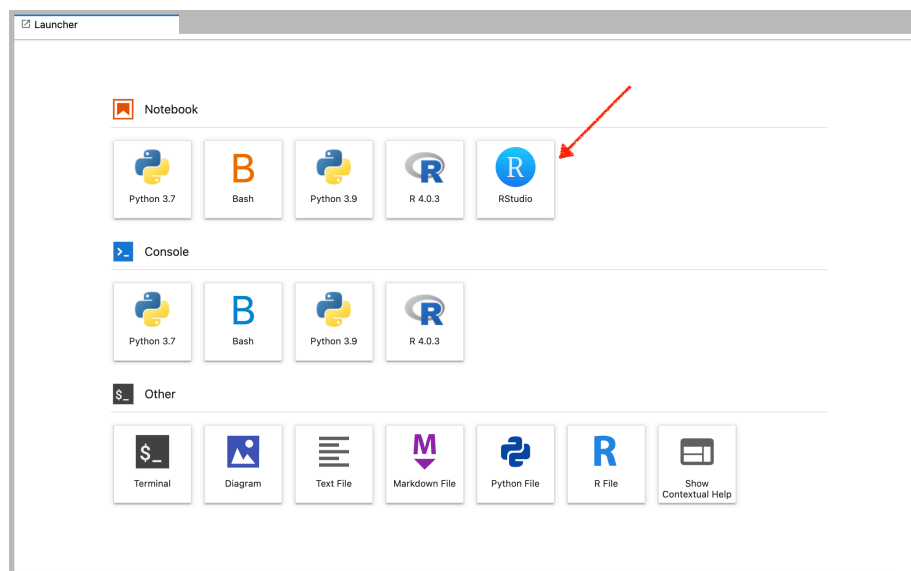 Launcher
Notebook
B
R
Python 3.7
Bash
Python 3.9
R 4.0.3
RStudio
>_ Console
B
Python 3.7
Bash
Python 3.9
R 4.0.3
$_ Other
$_
M
R
Terminal
Diagram
Text File
Markdown File
Python File
R File
Show
Contextual Help